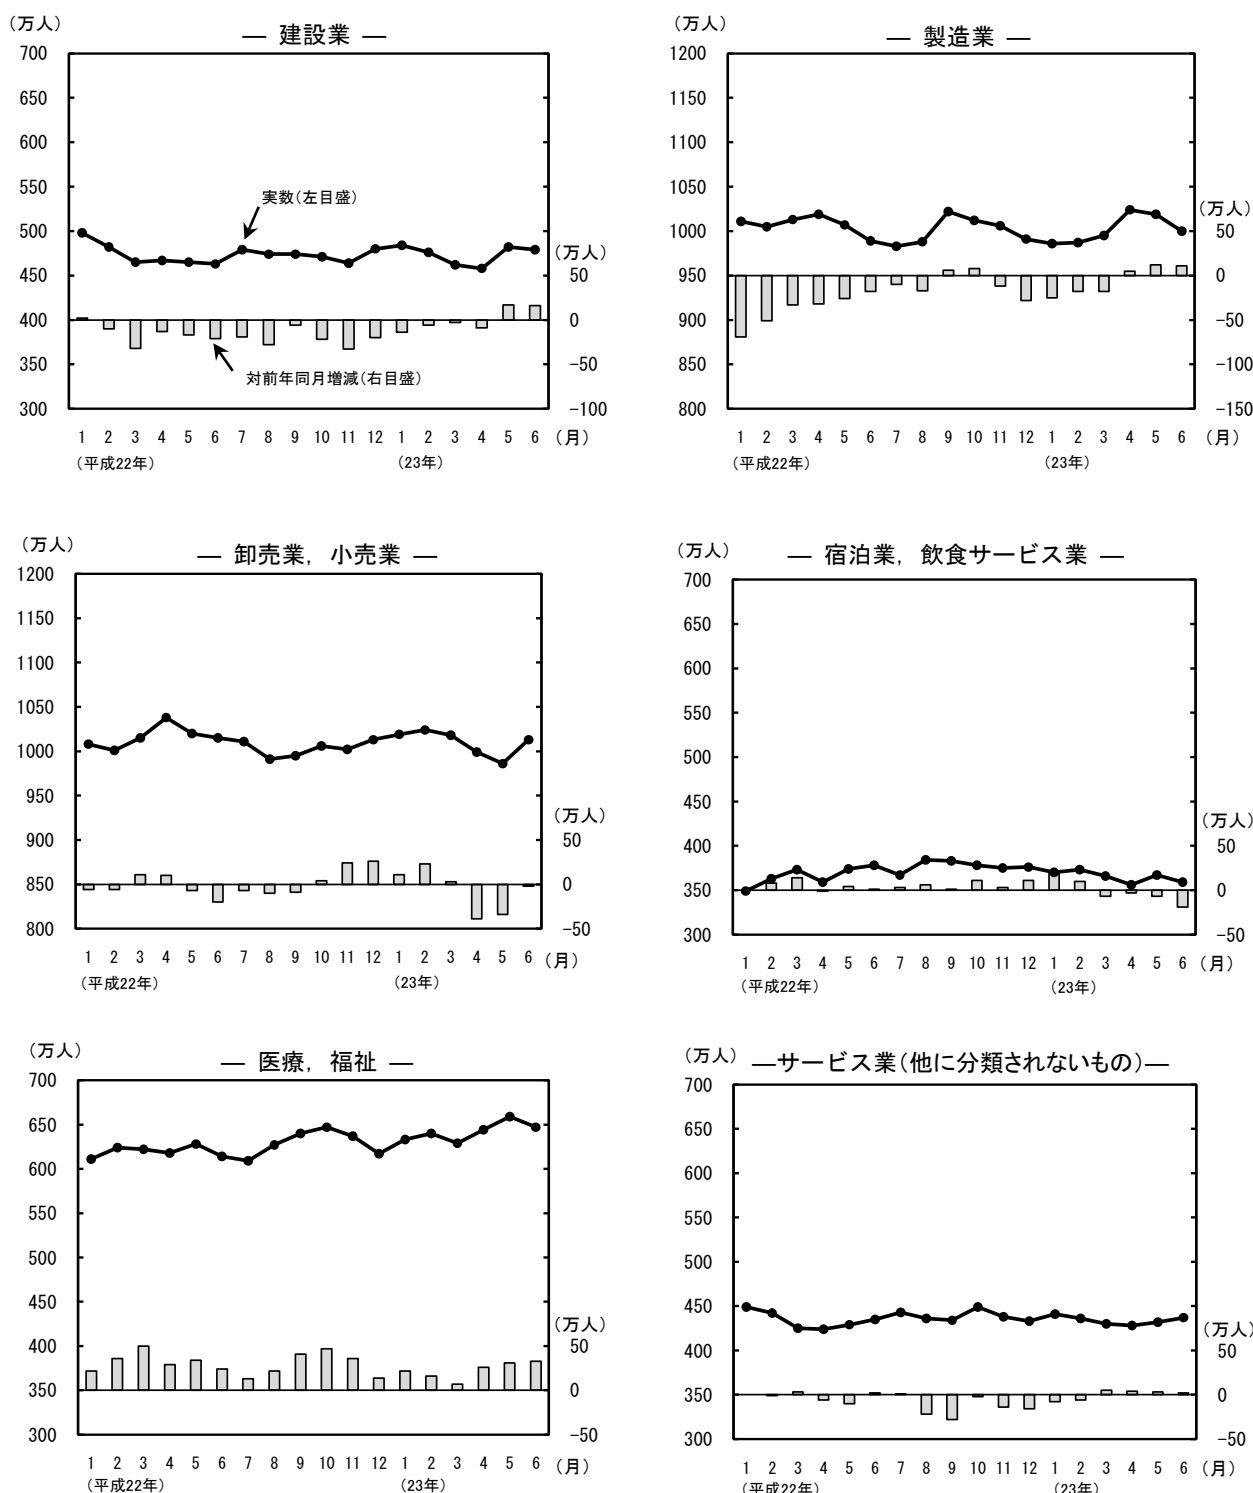 （万人）
― 建設業 ―
700
650
600
550
500
450
400
350
300
実数（左目盛）
（万人）
50
0
−50
−100
対前年同月増減（右目盛）
1 2 3 4 5 6 7 8 9 10 11 12 1 2 3 4 5 6 （月）
（平成22年） （23年）
（万人）
― 製造業 ―
1200
1150
1100
1050
1000
950
900
850
800
（万人）
50
0
−50
−100
−150
1 2 3 4 5 6 7 8 9 10 11 12 1 2 3 4 5 6 （月）
（平成22年） （23年）
（万人）
― 卸売業，小売業 ―
1200
1150
1100
1050
1000
950
900
850
800
（万人）
50
0
−50
1 2 3 4 5 6 7 8 9 10 11 12 1 2 3 4 5 6 （月）
（平成22年） （23年）
（万人）
― 宿泊業，飲食サービス業 ―
700
650
600
550
500
450
400
350
300
（万人）
50
0
−50
1 2 3 4 5 6 7 8 9 10 11 12 1 2 3 4 5 6 （月）
（平成22年） （23年）
（万人）
― 医療，福祉 ―
700
650
600
550
500
450
400
350
300
（万人）
50
0
−50
1 2 3 4 5 6 7 8 9 10 11 12 1 2 3 4 5 6 （月）
（平成22年） （23年）
（万人）
―サービス業（他に分類されないもの）―
700
650
600
550
500
450
400
350
300
（万人）
50
0
−50
1 2 3 4 5 6 7 8 9 10 11 12 1 2 3 4 5 6 （月）
（平成22年） （23年）